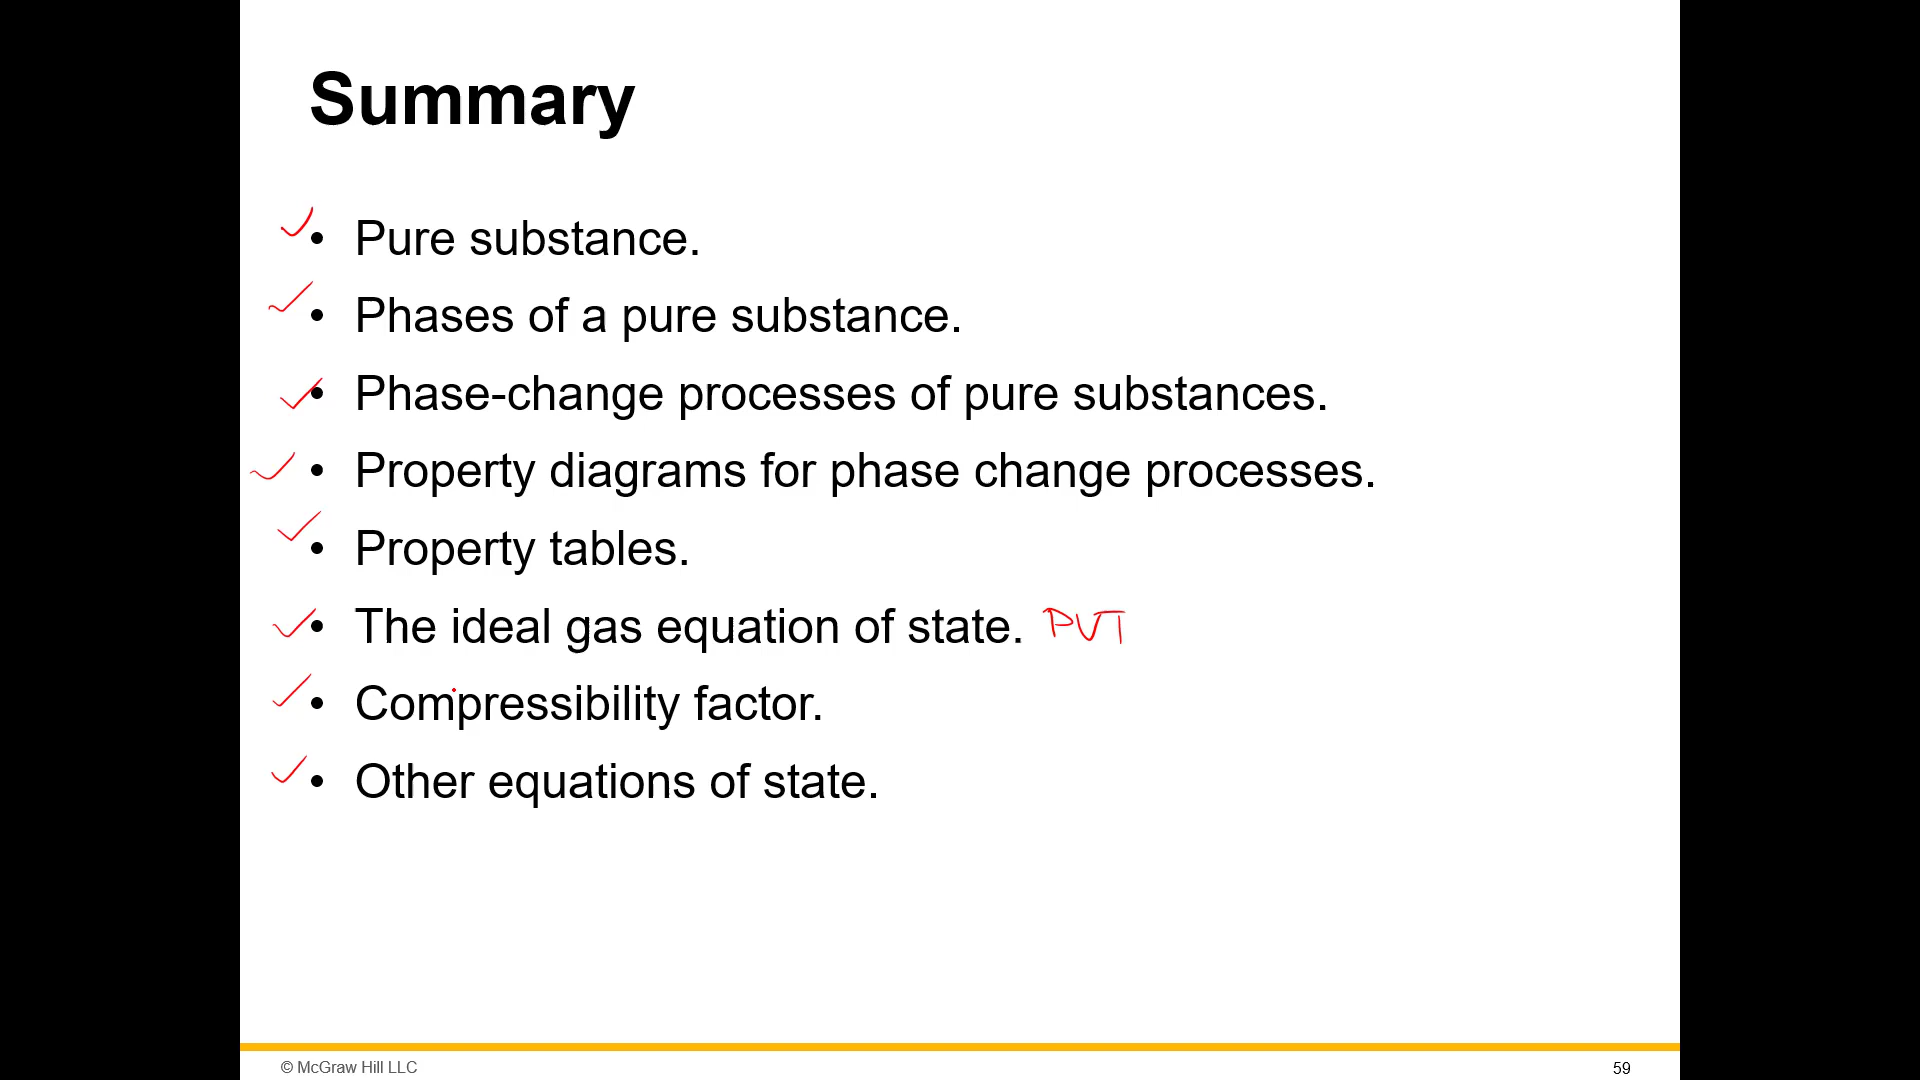 Summary
• Pure substance.
• Phases of a pure substance.
• Phase-change processes of pure substances.
• Property diagrams for phase change processes.
• Property tables.
• The ideal gas equation of state. PVT
• Compressibility factor.
• Other equations of state.
© McGraw Hill LLC
59